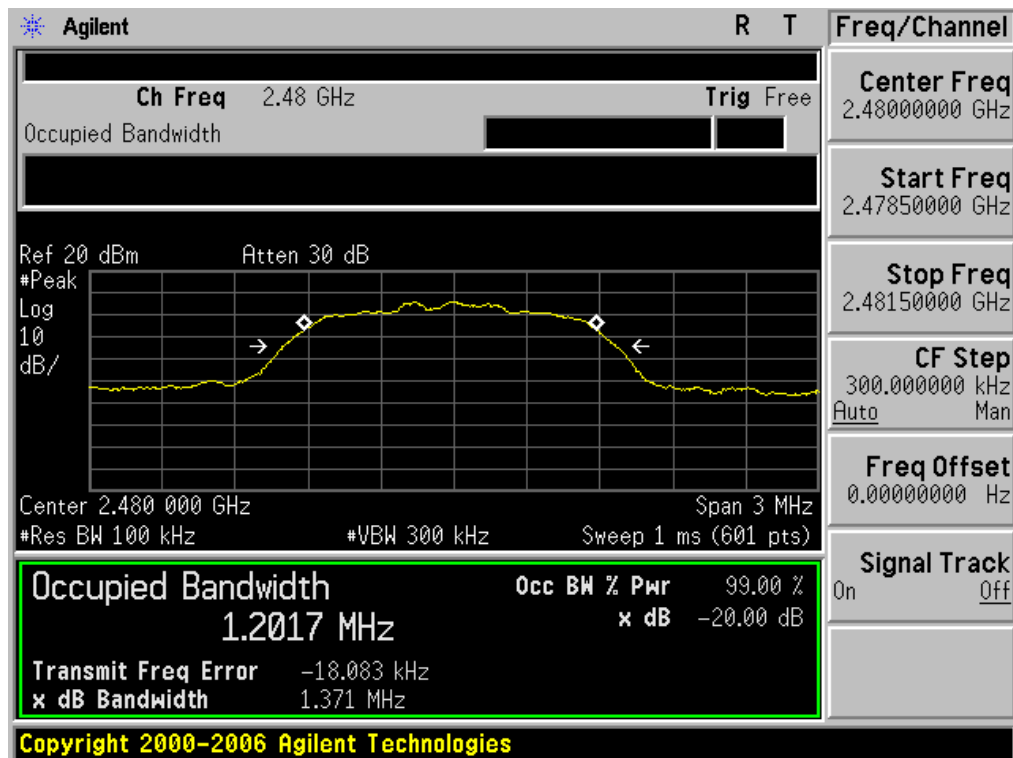 Agilent R T
Ch Freq 2.48 GHz Trig Free
Occupied Bandwidth
Ref 20 dBm Atten 30 dB
#Peak
Log
10
dB/
Center 2.480 000 GHz Span 3 MHz
#Res BW 100 kHz #VBW 300 kHz Sweep 1 ms (601 pts)
Occupied Bandwidth Occ BW % Pwr 99.00 %
1.2017 MHz x dB -20.00 dB
Transmit Freq Error -18.083 kHz
x dB Bandwidth 1.371 MHz
Copyright 2000-2006 Agilent Technologies
Freq/Channel
Center Freq
2.48000000 GHz
Start Freq
2.47850000 GHz
Stop Freq
2.48150000 GHz
CF Step
300.000000 kHz
Auto Man
Freq Offset
0.00000000 Hz
Signal Track
On Off